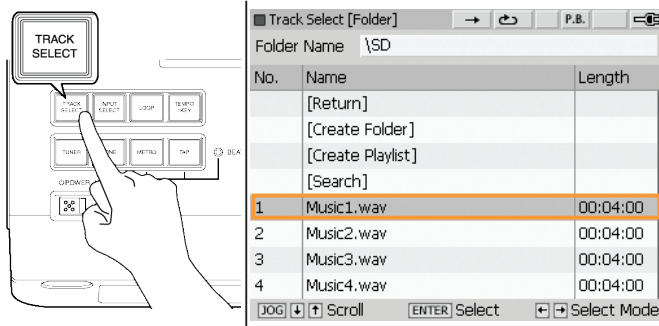 TRACK
SELECT
TRACK
SELECT
INPUT
SELECT
LOOP
TEMPO
/KEY
TUNER
METRO
TAP
POWER
Track Select [Folder] → P.B.
Folder Name \SD
No. Name Length
[Return]
[Create Folder]
[Create Playlist]
[Search]
1 Music1.wav 00:04:00
2 Music2.wav 00:04:00
3 Music3.wav 00:04:00
4 Music4.wav 00:04:00
JOG ↓ ↑ Scroll ENTER Select ← → Select Mode